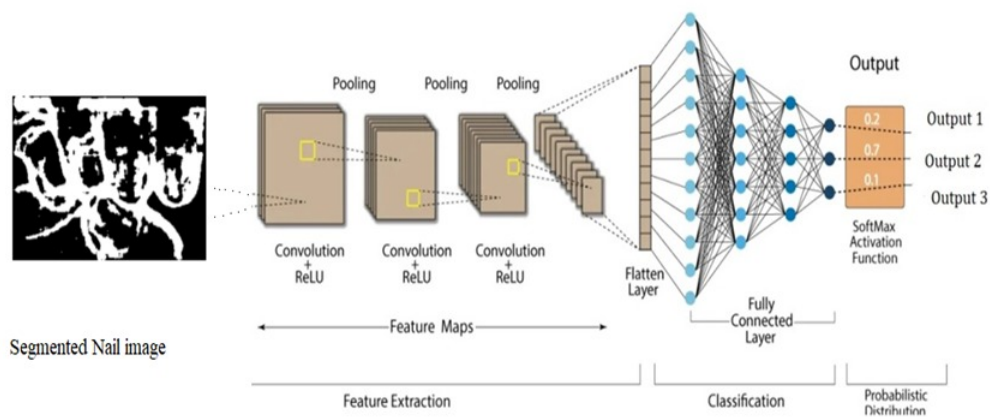 Pooling
Pooling
Pooling
Output
0.2
0.7
0.1
Output 1
Output 2
Output 3
Convolution
+
ReLU
Convolution
+
ReLU
Convolution
+
ReLU
Flatten
Layer
SoftMax
Activation
Function
Fully
Connected
Layer
Feature Maps
Segmented Nail image
Feature Extraction
Classification
Probabilistic
Distribution